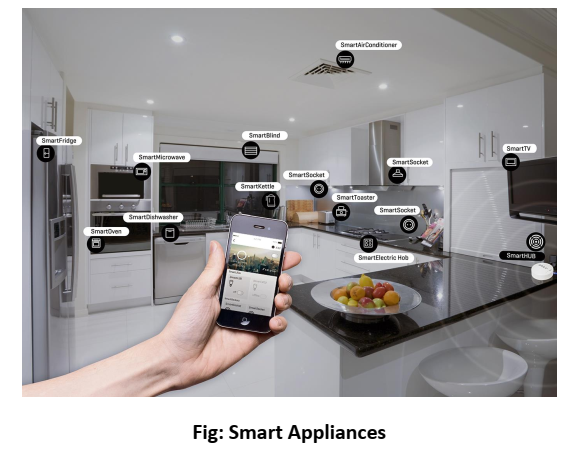 SmartAirConditioner
SmartFridge
SmartBlind
SmartTV
SmartMicrowave
SmartSocket
SmartSocket
SmartKettle
SmartToaster
SmartDishwasher
SmartSocket
SmartOven
SmartElectric Hob
SmartHUB
Fig: Smart Appliances